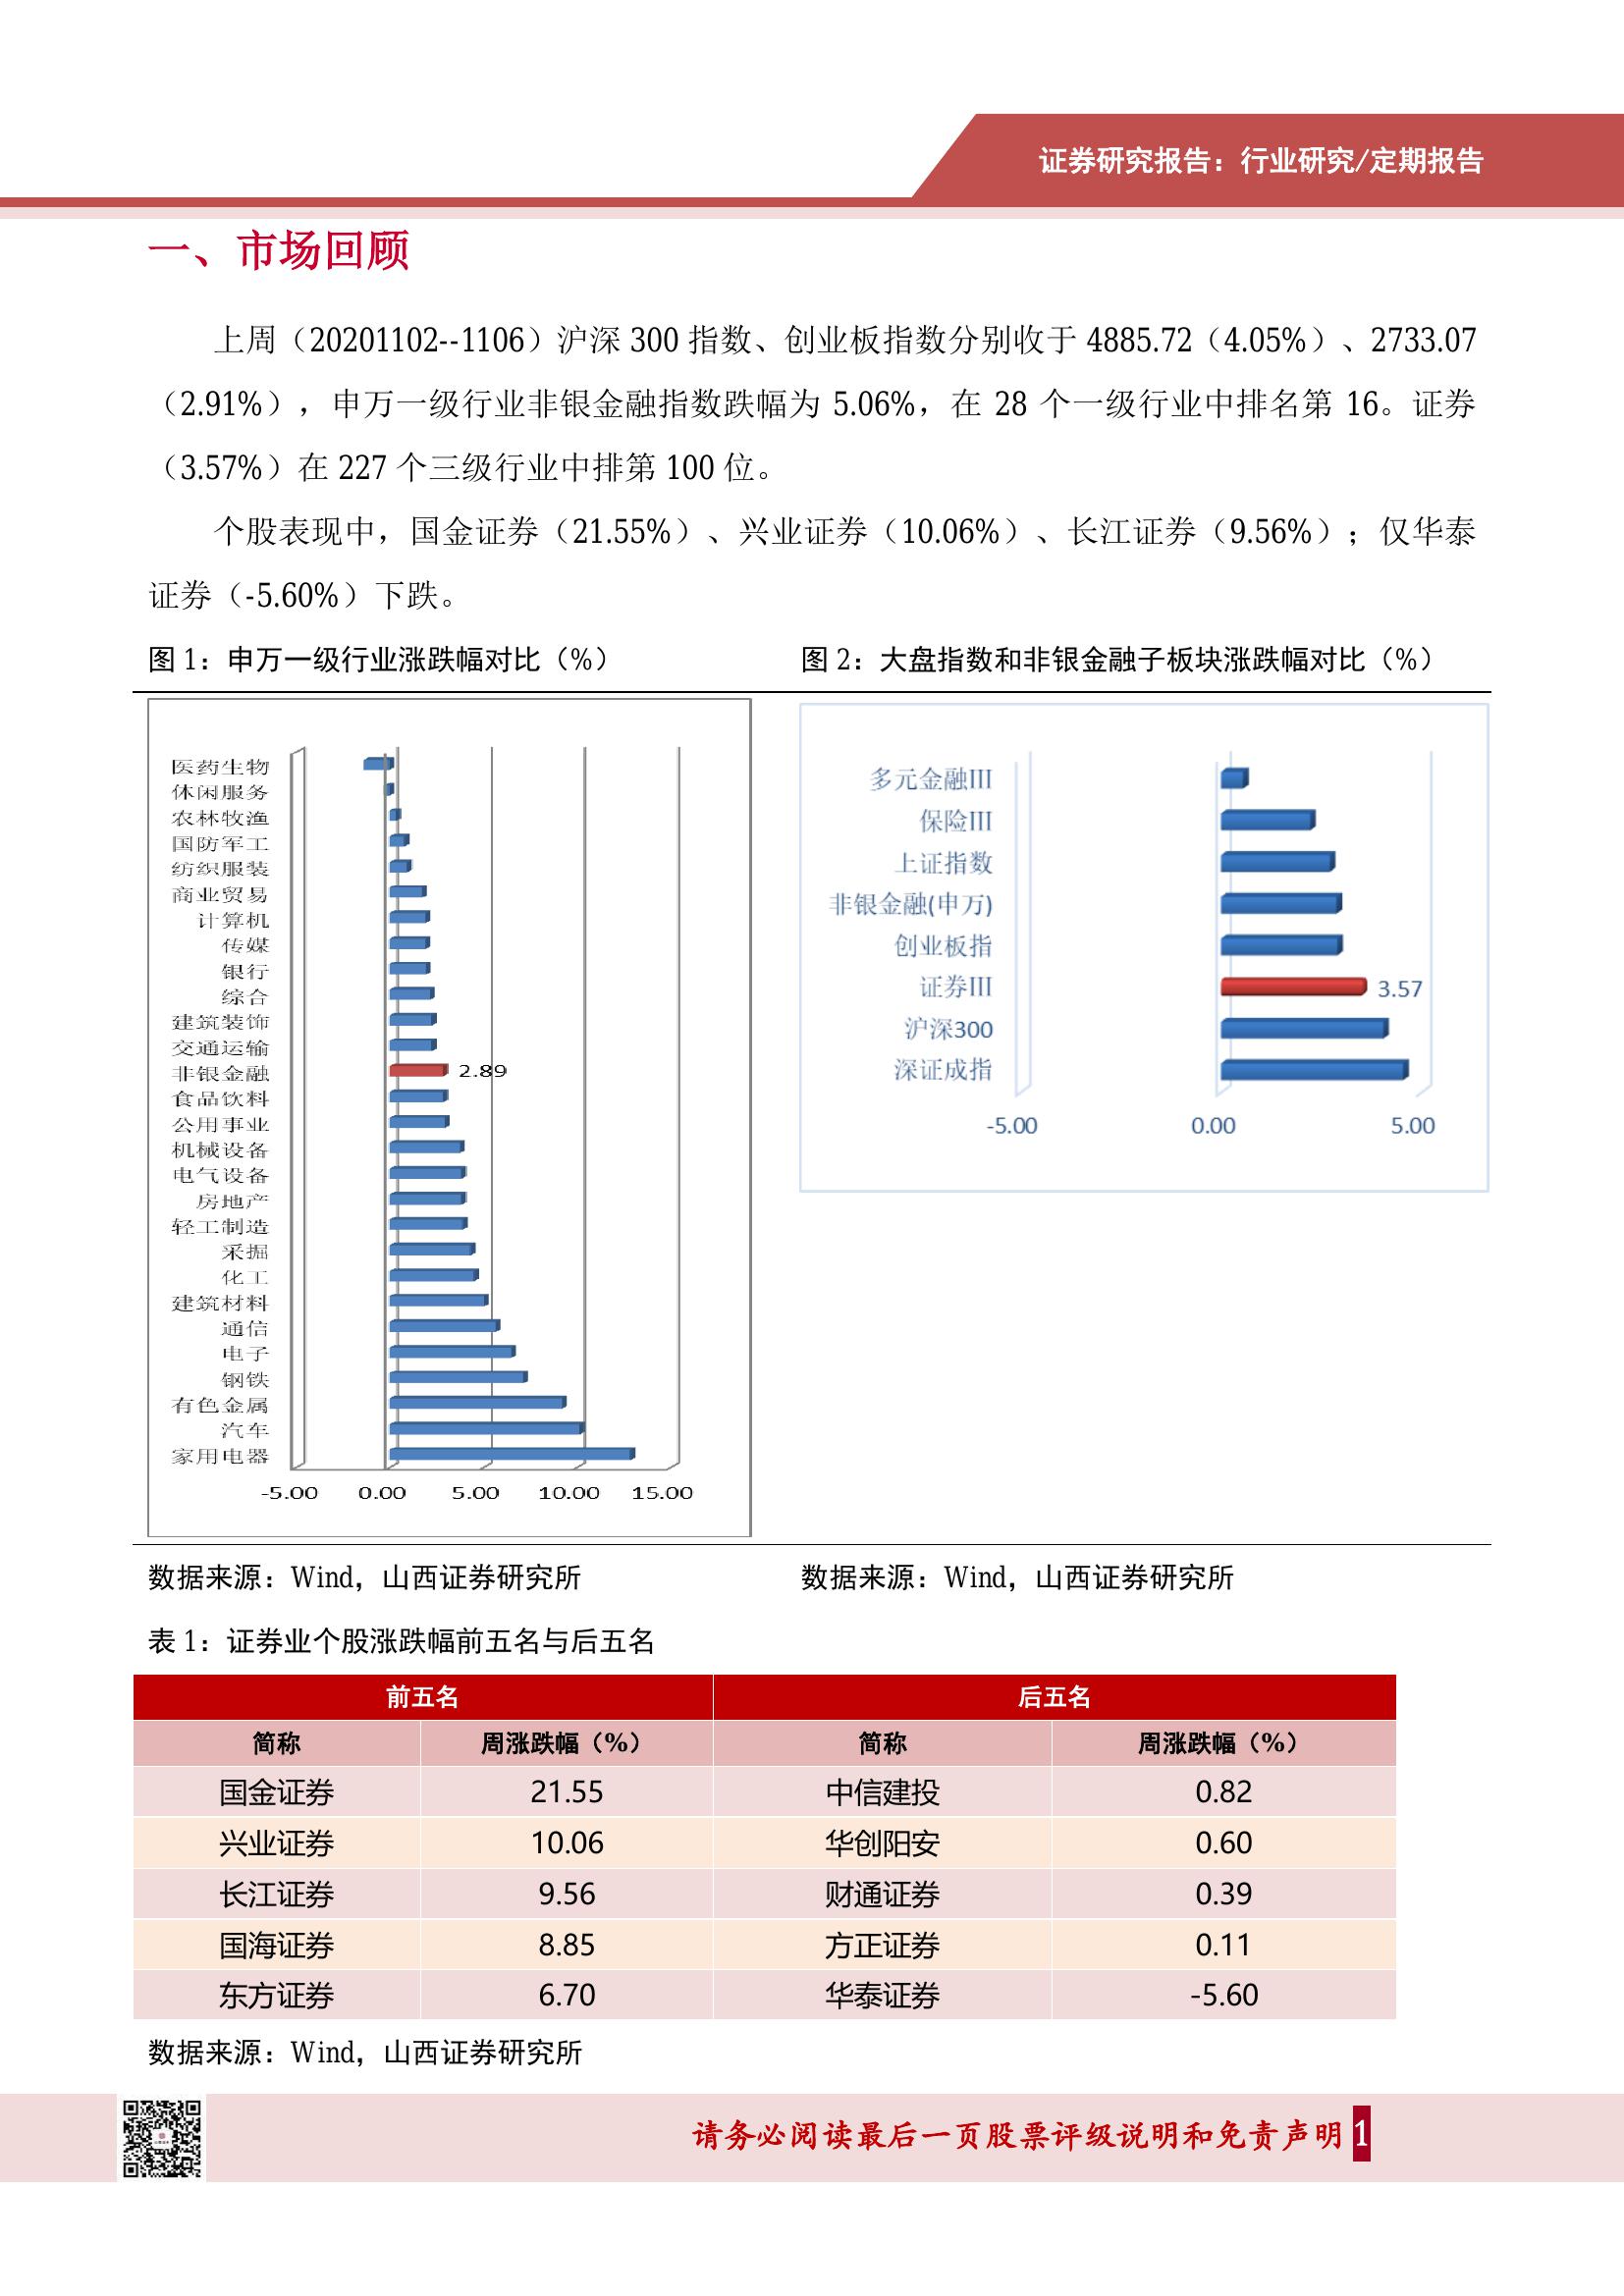 证券研究报告：行业研究/定期报告
一、市场回顾
上周（20201102--1106）沪深 300 指数、创业板指数分别收于 4885.72（4.05%）、2733.07
（2.91%），申万一级行业非银金融指数跌幅为 5.06%，在 28 个一级行业中排名第 16。证券
（3.57%）在 227 个三级行业中排第 100 位。
个股表现中，国金证券（21.55%）、兴业证券（10.06%）、长江证券（9.56%）；仅华泰
证券（-5.60%）下跌。
图 1：申万一级行业涨跌幅对比（%）
医药生物
休闲服务
农林牧渔
国防军工
纺织服装
商业贸易
计算机
传媒
银行
综合
建筑装饰
交通运输
非银金融 2.89
食品饮料
公用事业
机械设备
电气设备
房地产
轻工制造
采掘
化工
建筑材料
通信
电子
钢铁
有色金属
汽车
家用电器
-5.00 0.00 5.00 10.00 15.00
数据来源：Wind，山西证券研究所
图 2：大盘指数和非银金融子板块涨跌幅对比（%）
多元金融III
保险III
上证指数
非银金融(申万)
创业板指
证券III 3.57
沪深300
深证成指
-5.00 0.00 5.00
数据来源：Wind，山西证券研究所
表 1：证券业个股涨跌幅前五名与后五名
前五名 后五名
简称 周涨跌幅（%） 简称 周涨跌幅（%）
国金证券 21.55 中信建投 0.82
兴业证券 10.06 华创阳安 0.60
长江证券 9.56 财通证券 0.39
国海证券 8.85 方正证券 0.11
东方证券 6.70 华泰证券 -5.60
数据来源：Wind，山西证券研究所
请务必阅读最后一页股票评级说明和免责声明 1